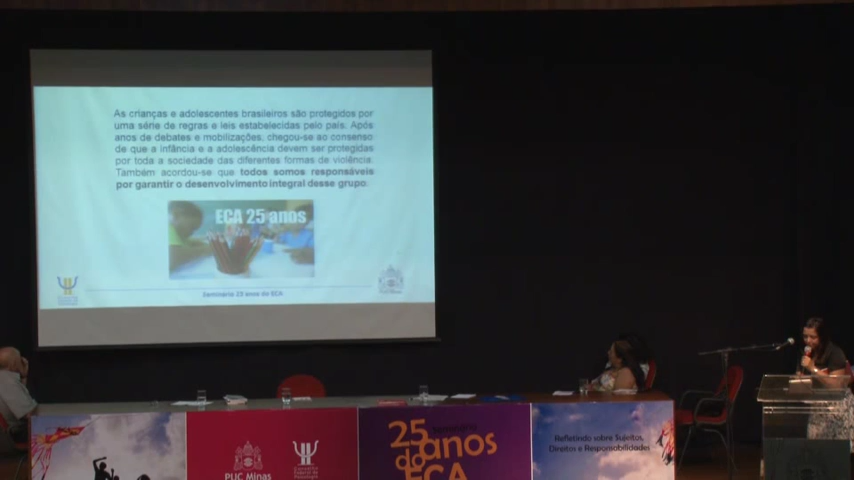 As crianças e adolescentes brasileiros são protegidos por
uma série de regras e leis estabelecidas pelo país. Após
anos de debates e mobilizações, chegou-se ao consenso
de que a infância e a adolescência devem ser protegidas
por toda a sociedade das diferentes formas de violência.
Também acordou-se que todos somos responsáveis
por garantir o desenvolvimento integral desse grupo.
ECA 25 anos
Seminário 25 anos do ECA
PUC Minas
25
anos
do
ECA
Refletindo sobre Sujeitos,
Direitos e Responsabilidades